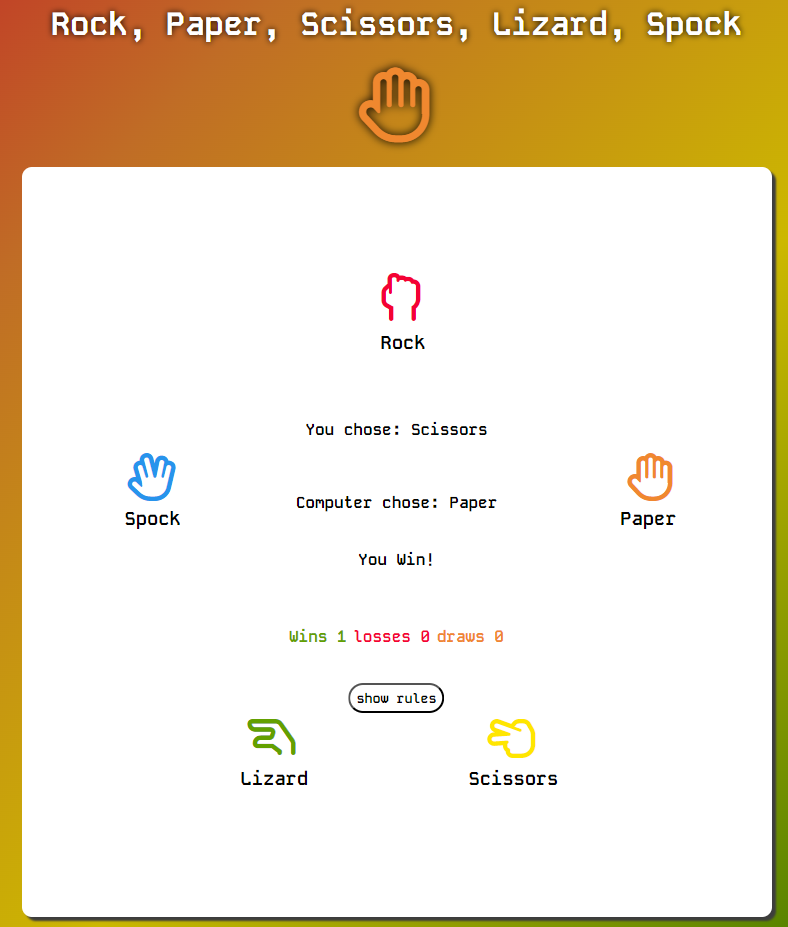 Rock, Paper, Scissors, Lizard, Spock
Rock
You chose: Scissors
Spock
Paper
Computer chose: Paper
You Win!
Wins 1 losses 0 draws 0
show rules
Lizard
Scissors